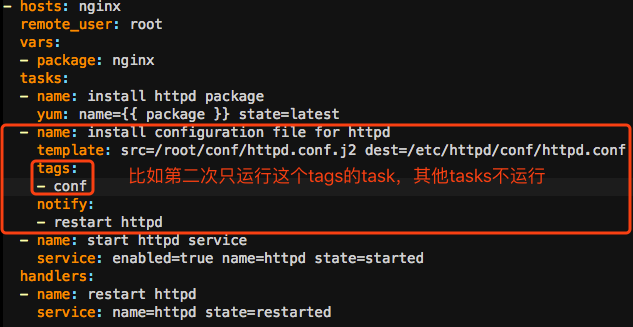 - hosts: nginx
  remote_user: root
  vars:
  - package: nginx
  tasks:
  - name: install httpd package
    yum: name={{ package }} state=latest
  - name: install configuration file for httpd
    template: src=/root/conf/httpd.conf.j2 dest=/etc/httpd/conf/httpd.conf
    tags:
    - conf 比如第二次只运行这个tags的task，其他tasks不运行
    notify:
    - restart httpd
  - name: start httpd service
    service: enabled=true name=httpd state=started
  handlers:
  - name: restart httpd
    service: name=httpd state=restarted